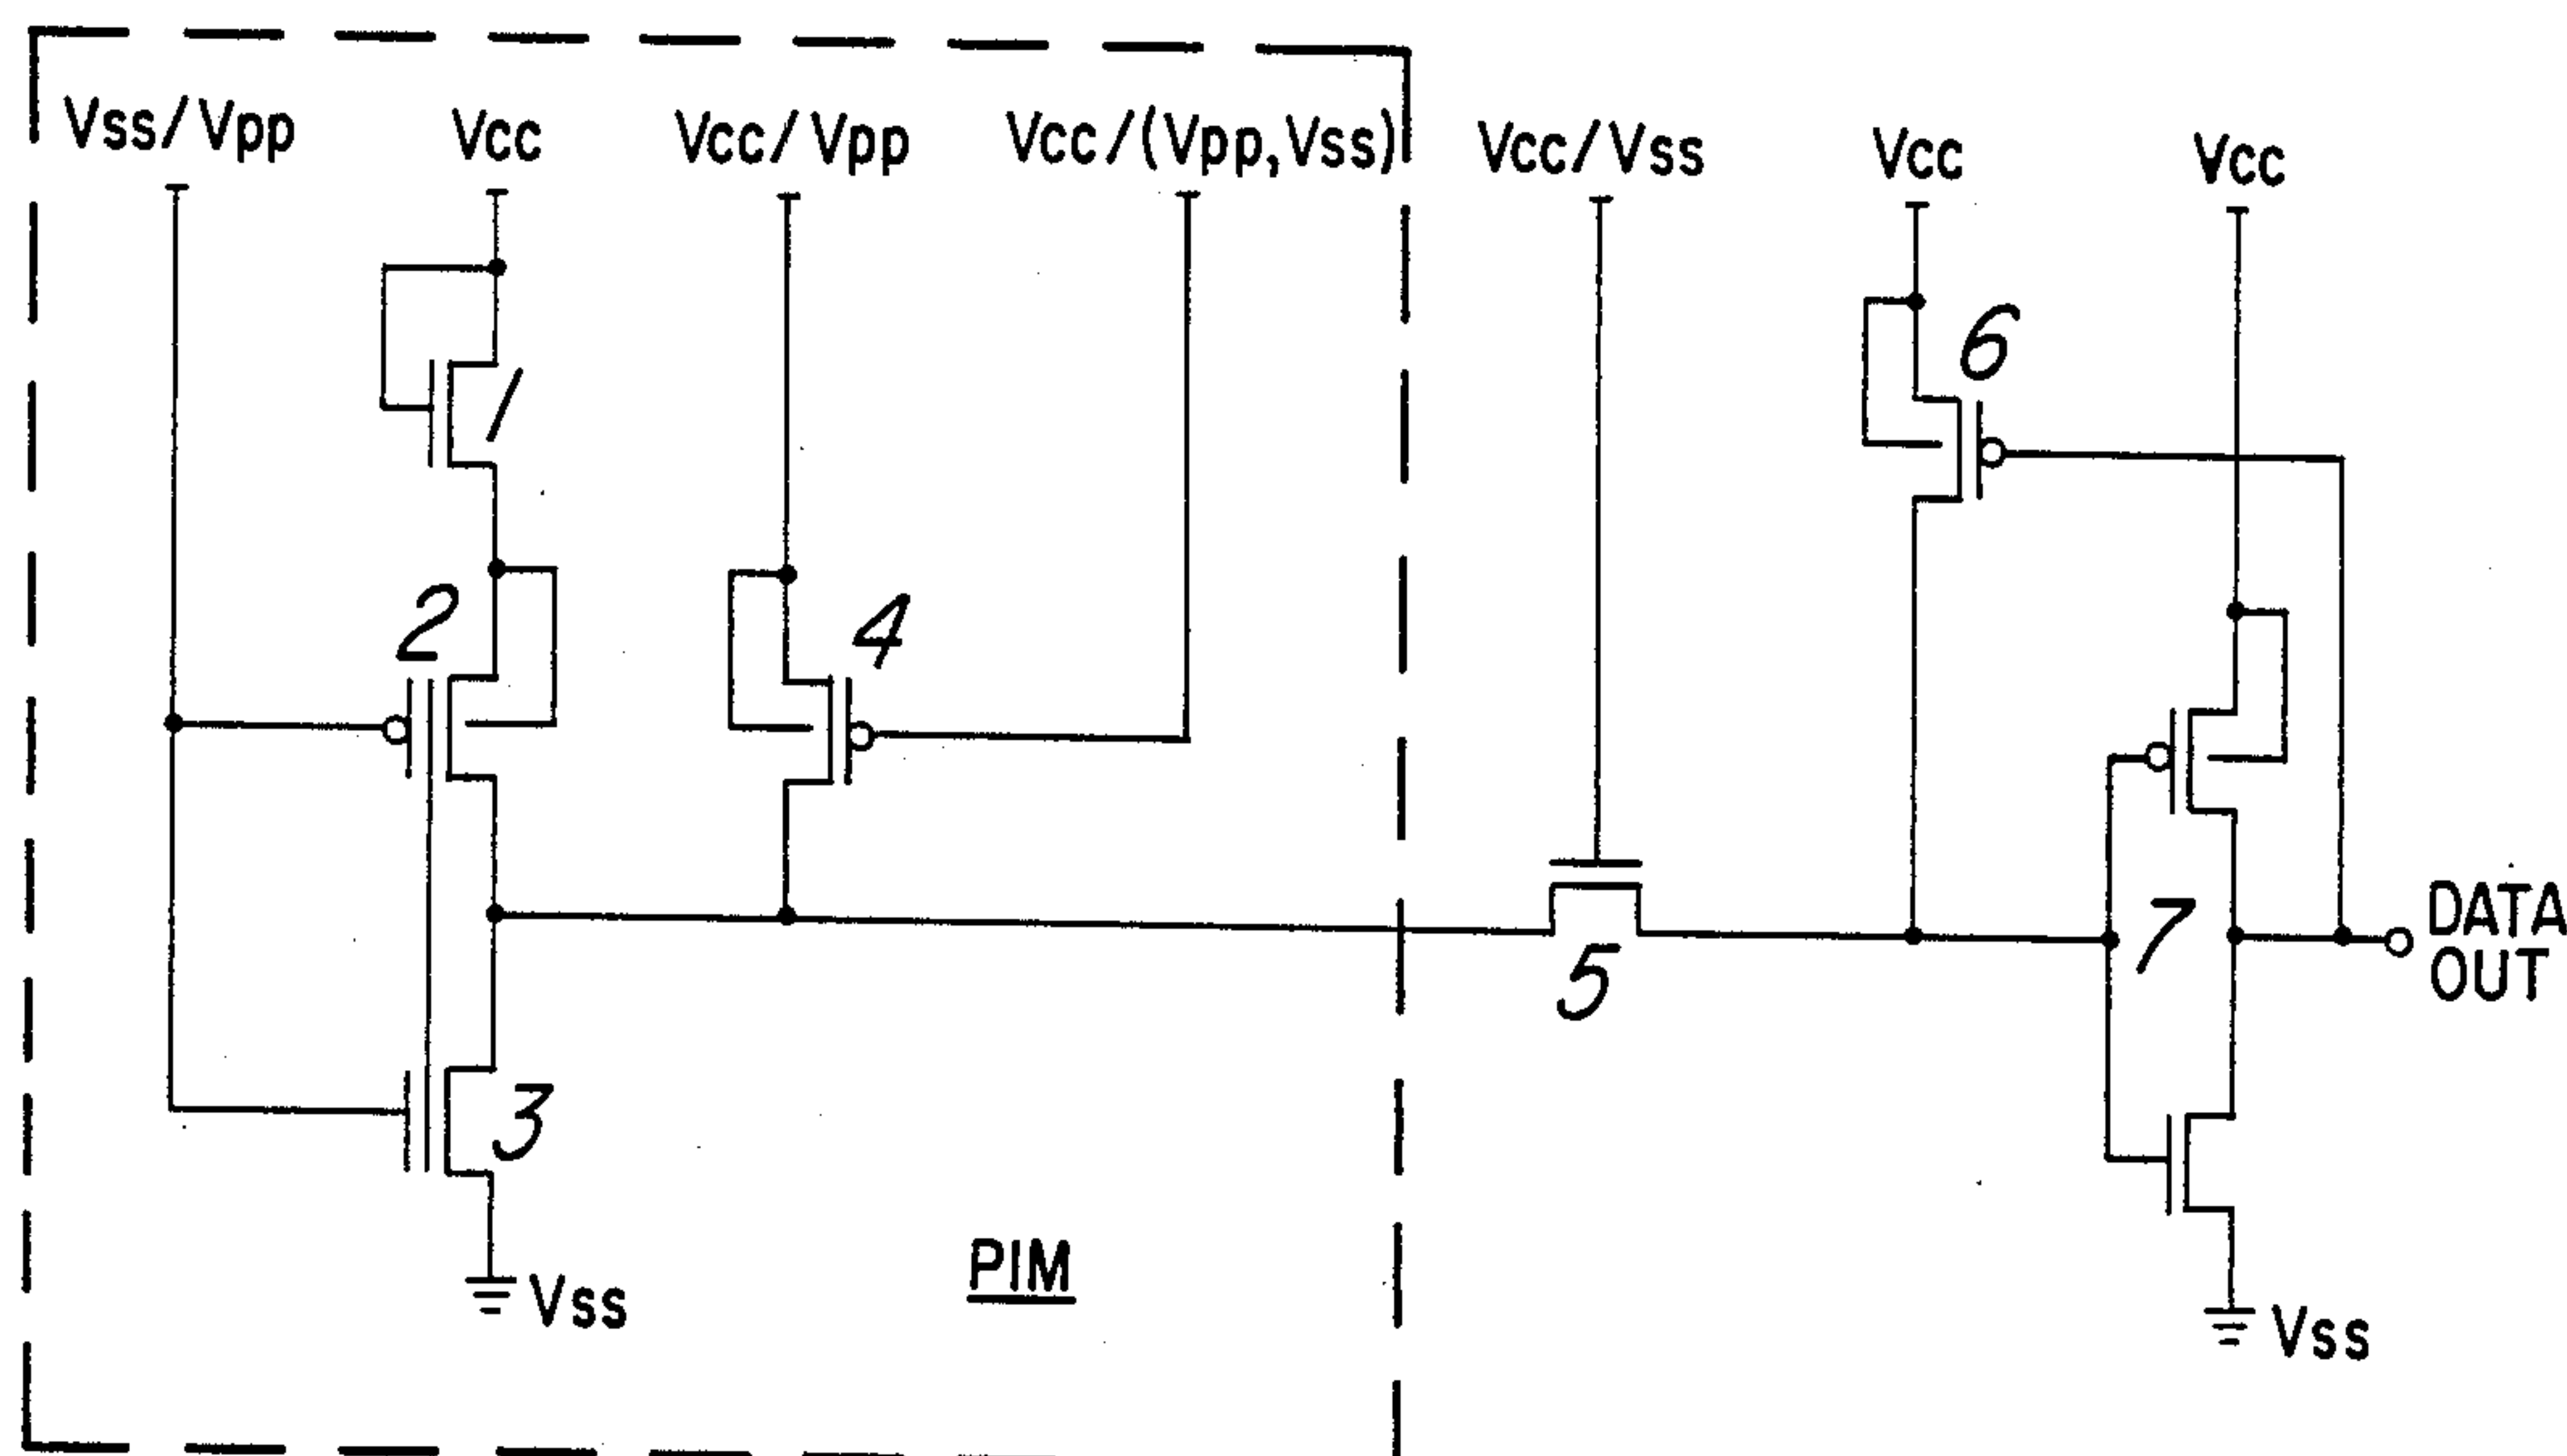 Vss/Vpp Vcc Vcc/Vpp Vcc/(Vpp,Vss) Vcc/Vss Vcc Vcc
6
1
2 4
7 DATA
5 OUT
3
PIM
Vss Vss